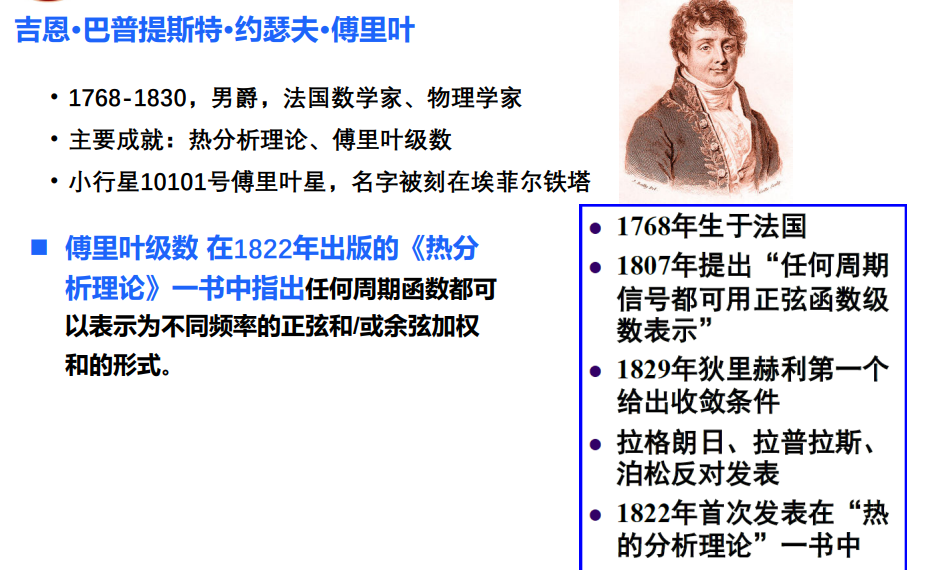 吉恩•巴普提斯特•约瑟夫•傅里叶
• 1768-1830，男爵，法国数学家、物理学家
• 主要成就：热分析理论、傅里叶级数
• 小行星10101号傅里叶星，名字被刻在埃菲尔铁塔
■ 傅里叶级数 在1822年出版的《热分
析理论》一书中指出任何周期函数都可
以表示为不同频率的正弦和/或余弦加权
和的形式。
● 1768年生于法国
● 1807年提出“任何周期
信号都可用正弦函数级
数表示”
● 1829年狄里赫利第一个
给出收敛条件
● 拉格朗日、拉普拉斯、
泊松反对发表
● 1822年首次发表在“热
的分析理论”一书中